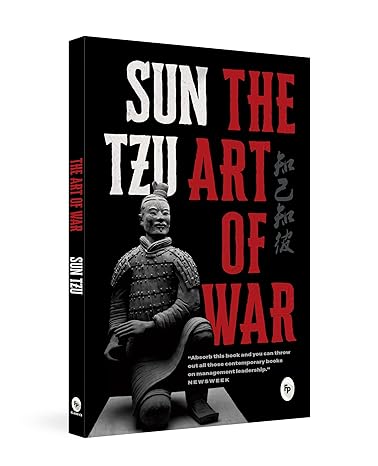 THE ART OF WAR
SUN TZU
SUN
TZU
THE
ART
OF
WAR
知己知彼
“Absorb this book and you can throw
out all those contemporary books
on management leadership.”
NEWSWEEK
FP